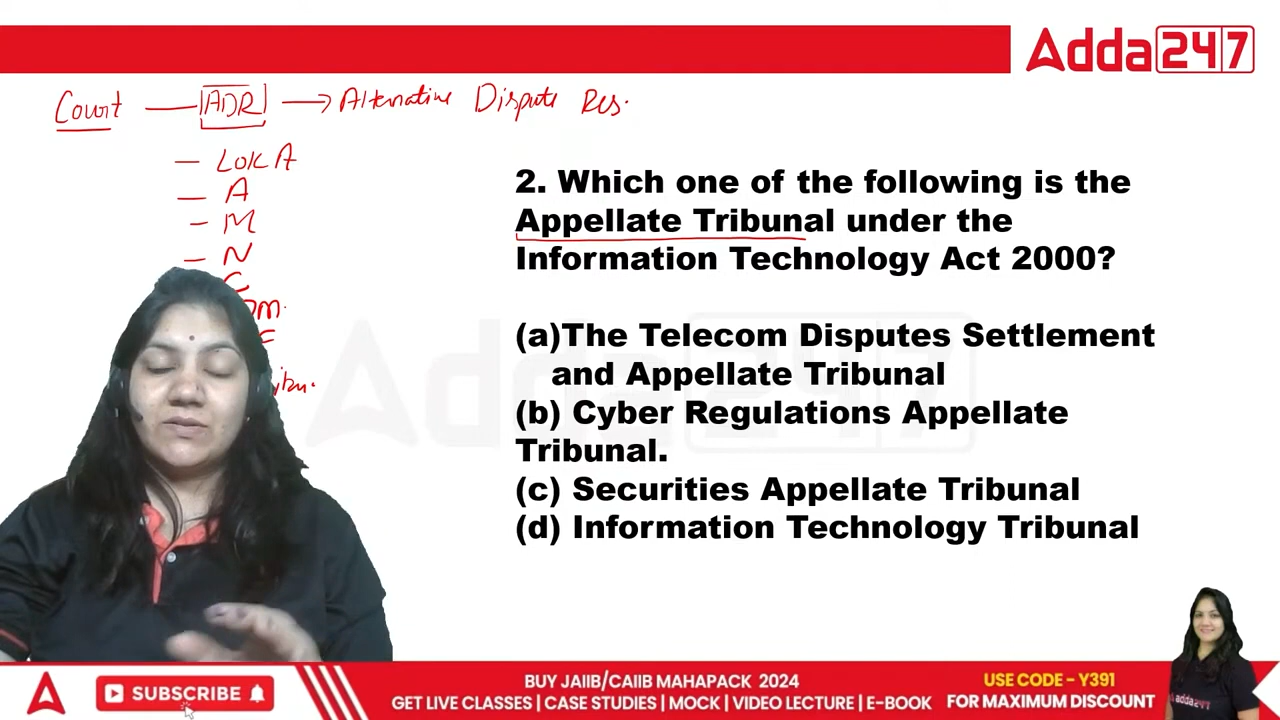 Adda247
Court — ADR → Alternative Dispute Res.
— LOK A
— A
— M
— N
C
2. Which one of the following is the
Appellate Tribunal under the
Information Technology Act 2000?
(a)The Telecom Disputes Settlement
and Appellate Tribunal
(b) Cyber Regulations Appellate
Tribunal.
(c) Securities Appellate Tribunal
(d) Information Technology Tribunal
Adda247
adda247
SUBSCRIBE
BUY JAIIB/CAIIB MAHAPACK 2024
GET LIVE CLASSES | CASE STUDIES | MOCK | VIDEO LECTURE | E-BOOK
USE CODE - Y391
FOR MAXIMUM DISCOUNT